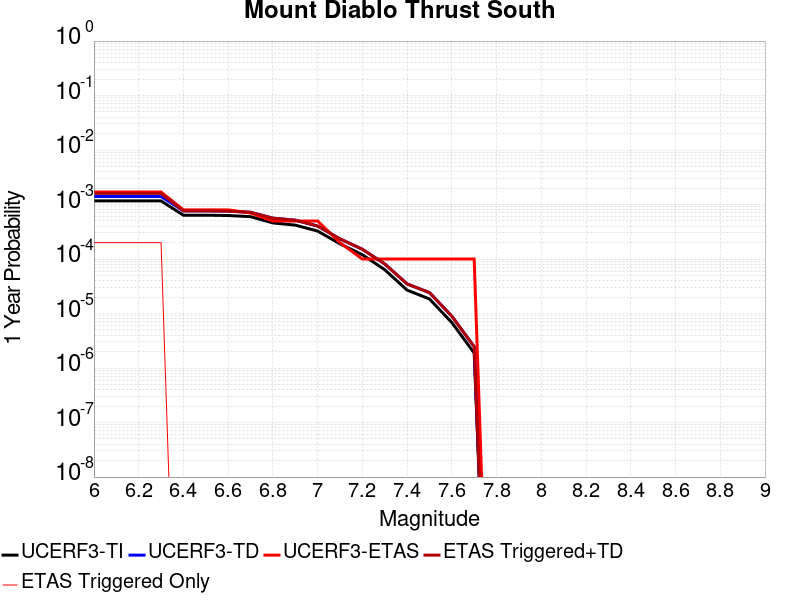 Mount Diablo Thrust South
10^0
10^-1
10^-2
10^-3
10^-4
10^-5
10^-6
10^-7
10^-8
1 Year Probability
6 6.2 6.4 6.6 6.8 7 7.2 7.4 7.6 7.8 8 8.2 8.4 8.6 8.8 9
Magnitude
UCERF3-TI UCERF3-TD UCERF3-ETAS ETAS Triggered+TD
ETAS Triggered Only